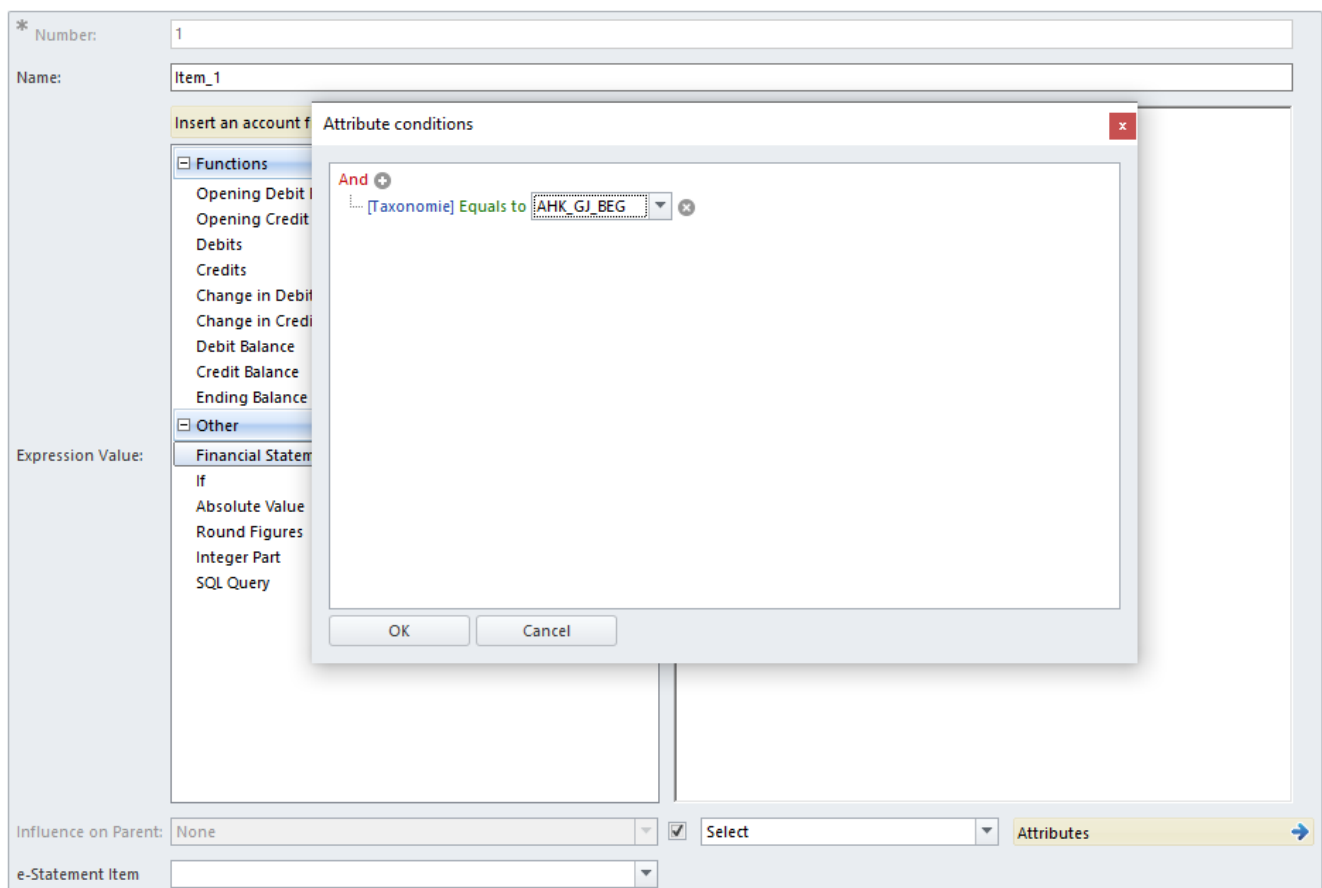 * Number: 1
Name: Item_1
Insert an account f
Attribute conditions
x
Functions
Opening Debit
Opening Credit
Debits
Credits
Change in Debit
Change in Credi
Debit Balance
Credit Balance
Ending Balance
Other
Expression Value:
Financial Statem
If
Absolute Value
Round Figures
Integer Part
SQL Query
And
[Taxonomie] Equals to AHK_GJ_BEG
OK Cancel
Influence on Parent: None Select Attributes
e-Statement Item